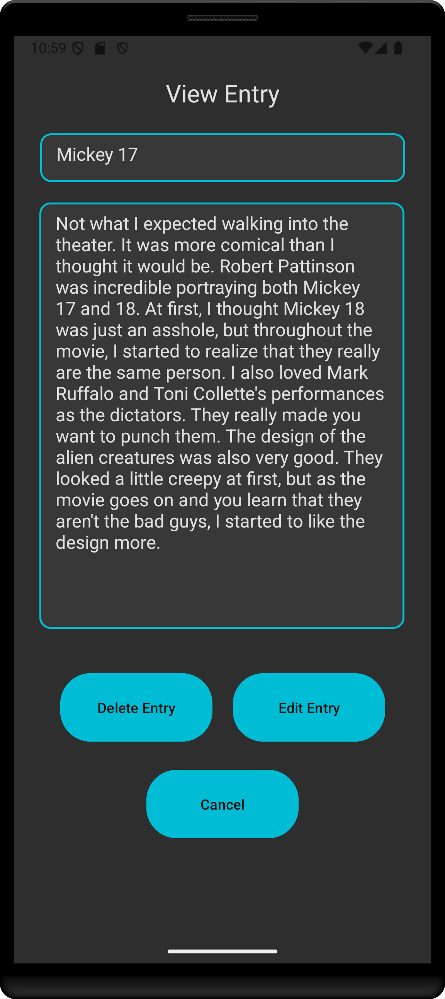 10:59
View Entry
Mickey 17
Not what I expected walking into the
theater. It was more comical than I
thought it would be. Robert Pattinson
was incredible portraying both Mickey
17 and 18. At first, I thought Mickey 18
was just an asshole, but throughout the
movie, I started to realize that they really
are the same person. I also loved Mark
Ruffalo and Toni Collette's performances
as the dictators. They really made you
want to punch them. The design of the
alien creatures was also very good. They
looked a little creepy at first, but as the
movie goes on and you learn that they
aren't the bad guys, I started to like the
design more.
Delete Entry
Edit Entry
Cancel